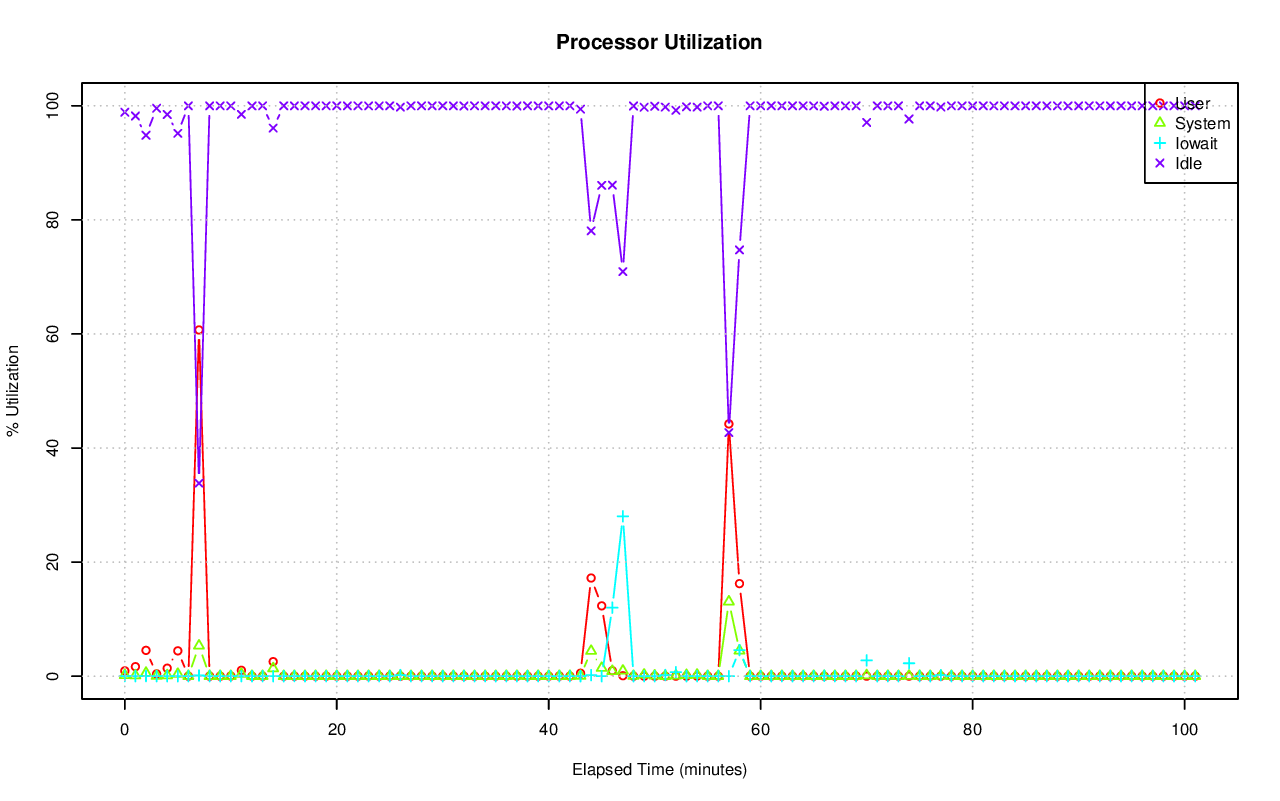 Processor Utilization
100
80
60
40
20
0
% Utilization
User
System
Iowait
Idle
0 20 40 60 80 100
Elapsed Time (minutes)